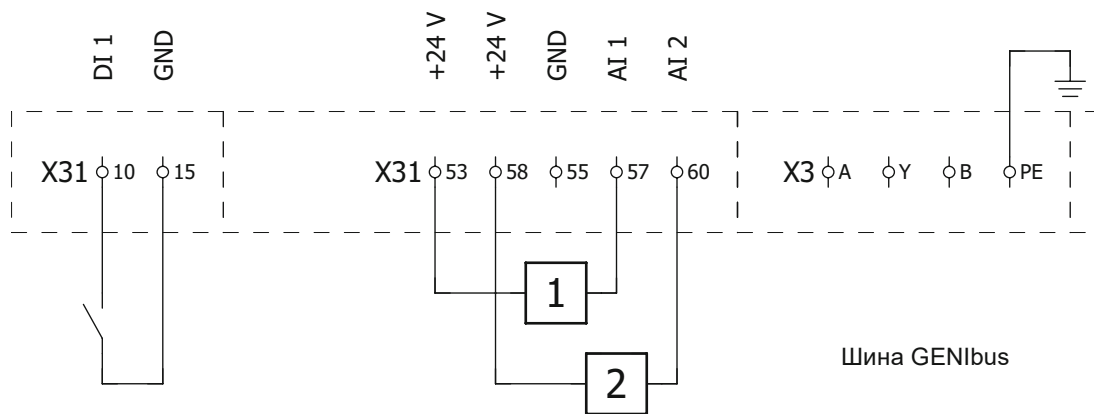 DI 1 GND +24 V +24 V GND AI 1 AI 2
X31 10 15 X31 53 58 55 57 60 X3 A Y B PE
1
2
Шина GENIbus